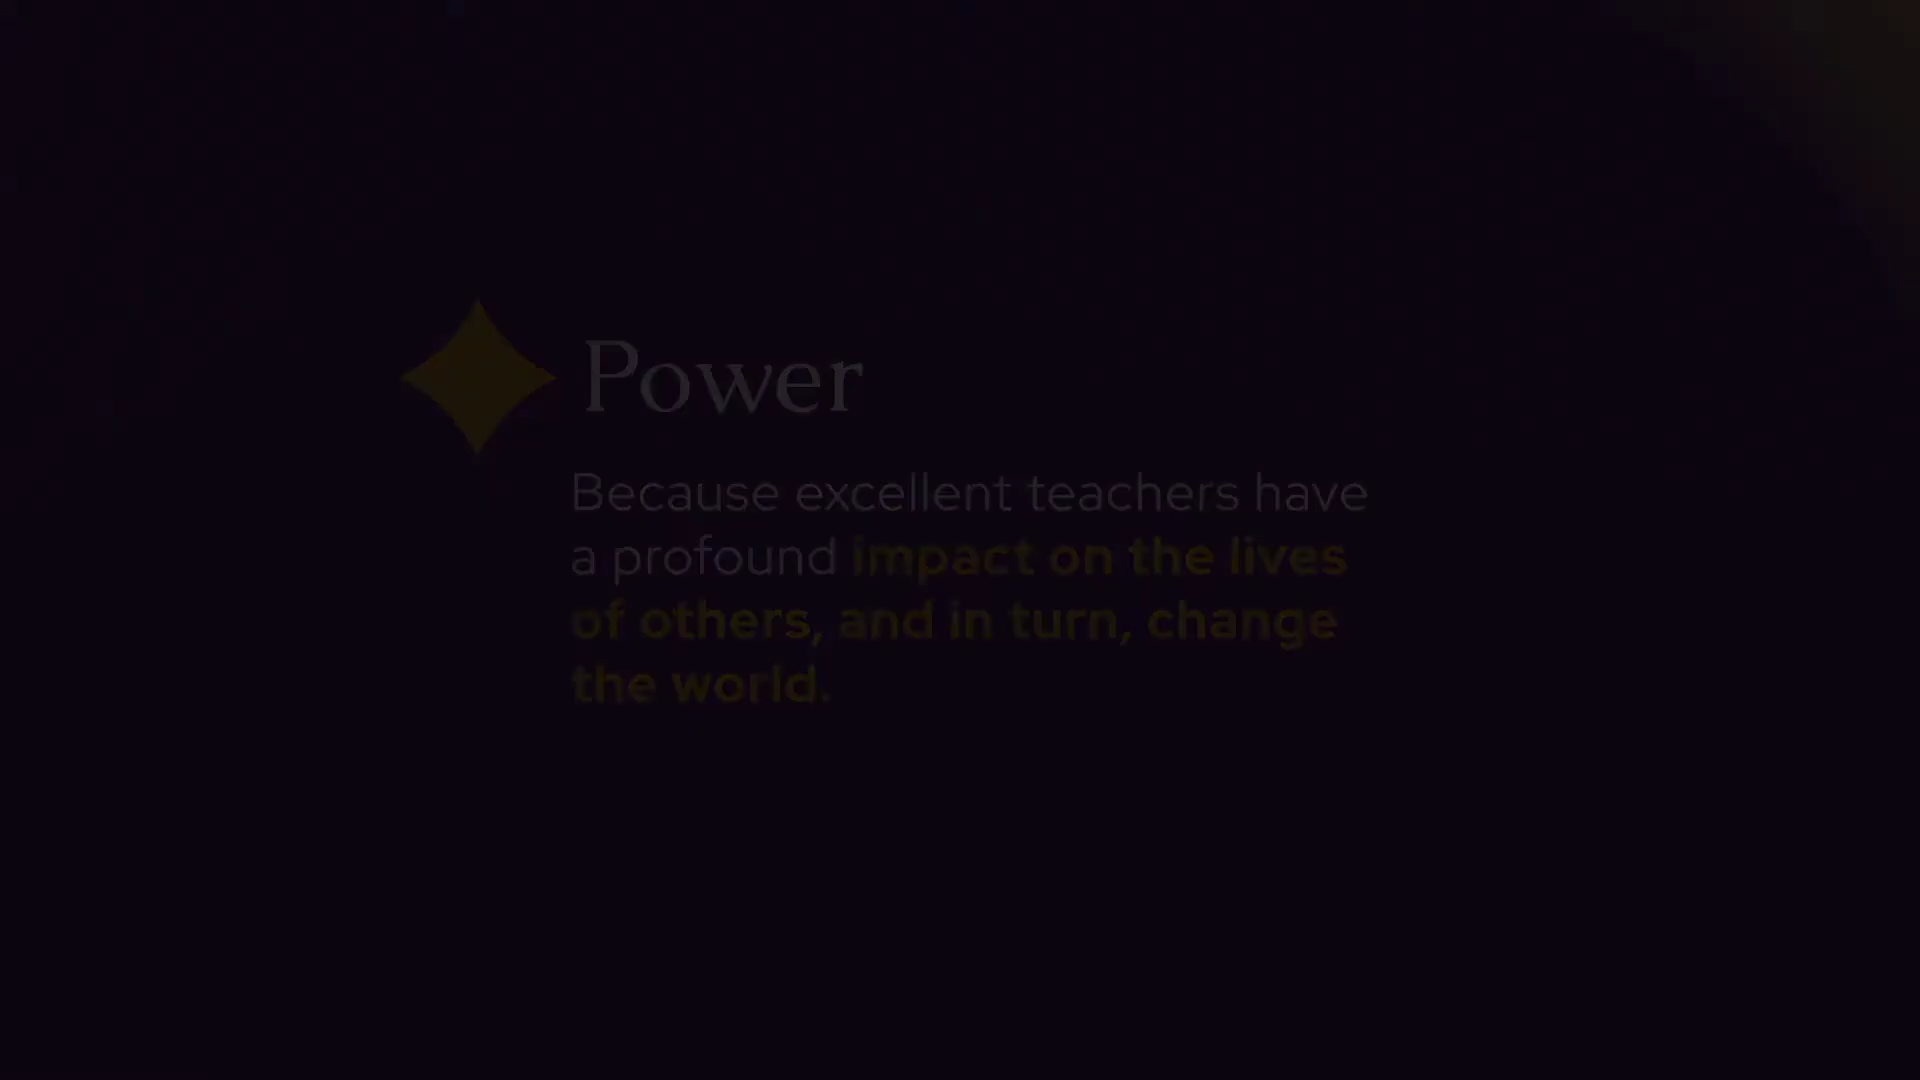 Power
Because excellent teachers have
a profound impact on the lives
of others, and in turn, change
the world.